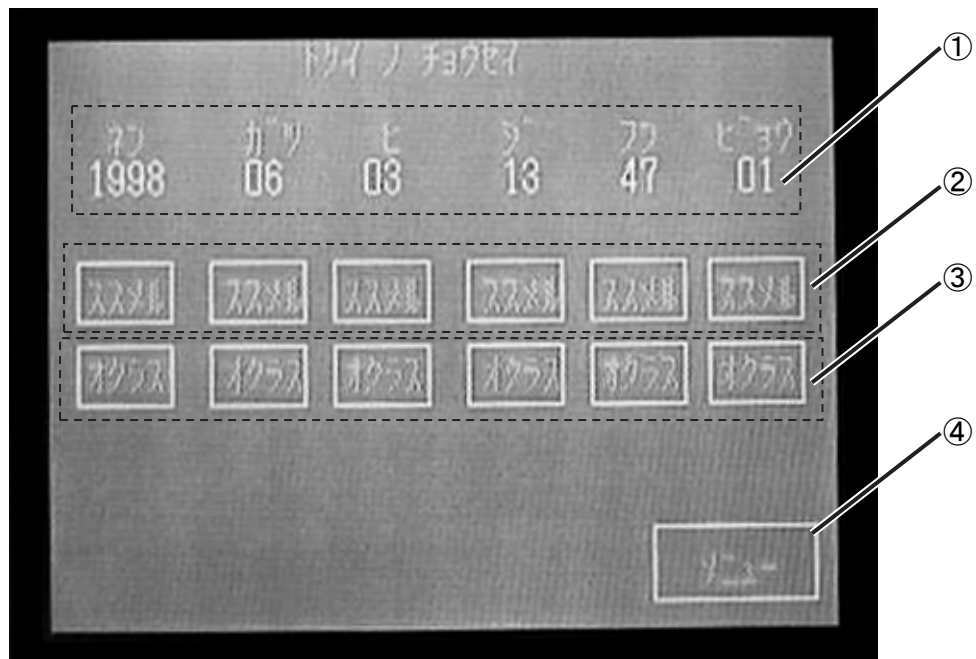 トケイ ノ チョウセイ
①
ネン ガツ ヒ ジ フン ビョウ
1998 06 03 13 47 01
②
ススメル ススメル ススメル ススメル ススメル ススメル
③
オクラス オクラス オクラス オクラス オクラス オクラス
④
メニュー